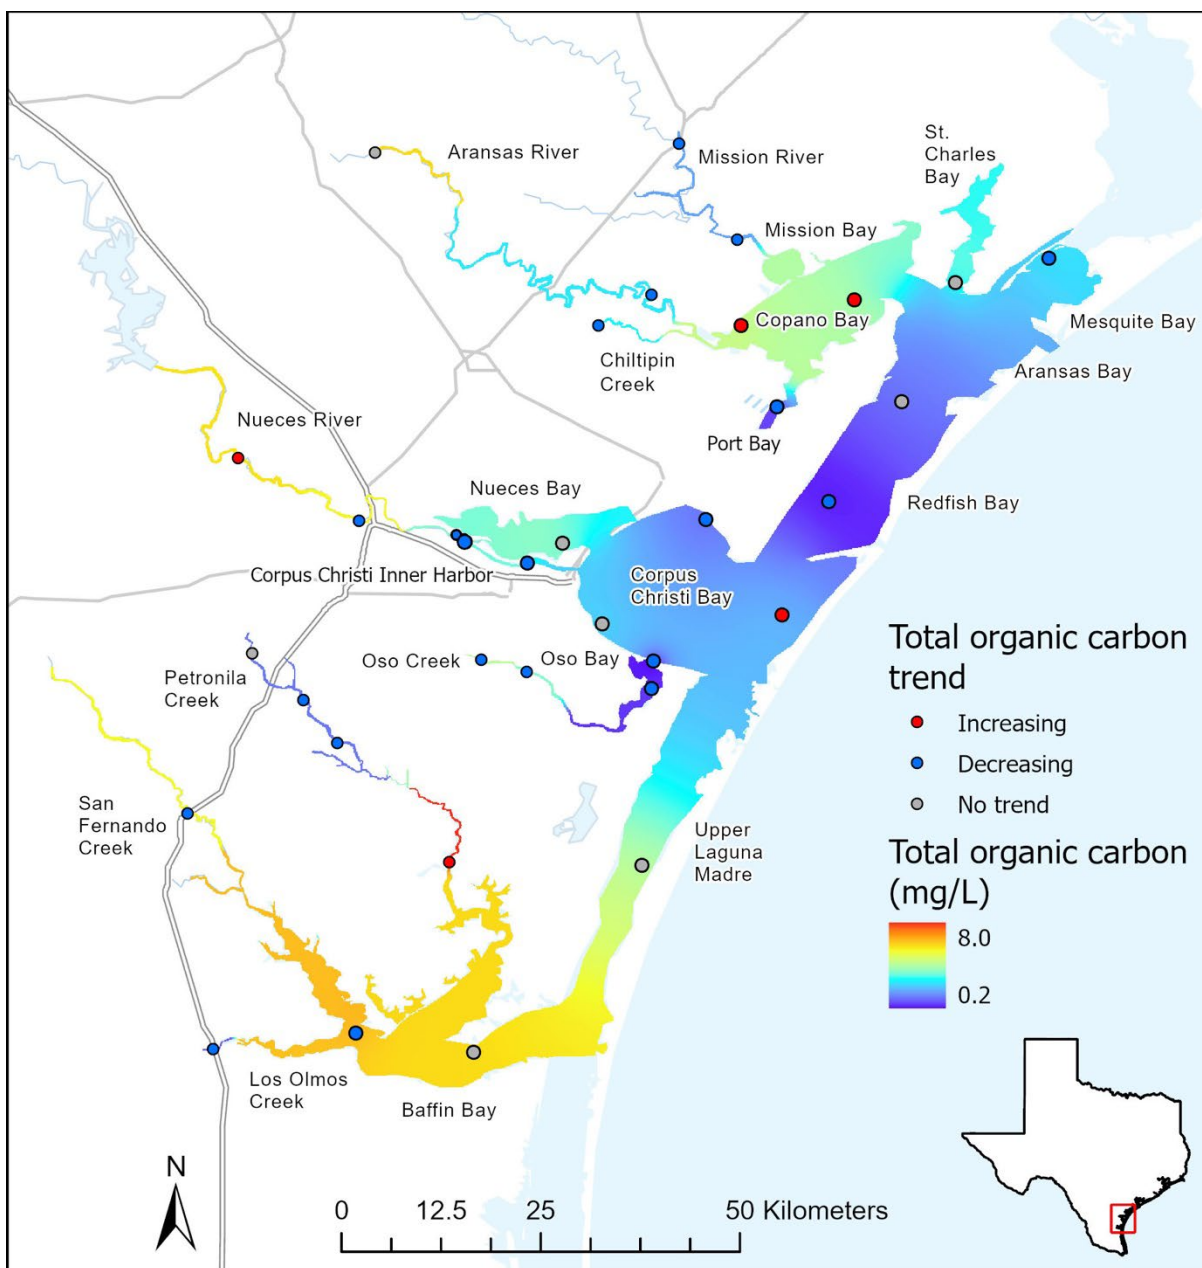 St.
Charles
Bay
Aransas River
Mission River
Mission Bay
Copano Bay
Mesquite Bay
Chiltipin
Creek
Aransas Bay
Nueces River
Port Bay
Nueces Bay
Redfish Bay
Corpus Christi Inner Harbor
Corpus
Christi Bay
Oso Creek
Oso Bay
Petronila
Creek
San
Fernando
Creek
Upper
Laguna
Madre
Los Olmos
Creek
Baffin Bay
Total organic carbon
trend
Increasing
Decreasing
No trend
Total organic carbon
(mg/L)
8.0
0.2
N
0 12.5 25 50 Kilometers